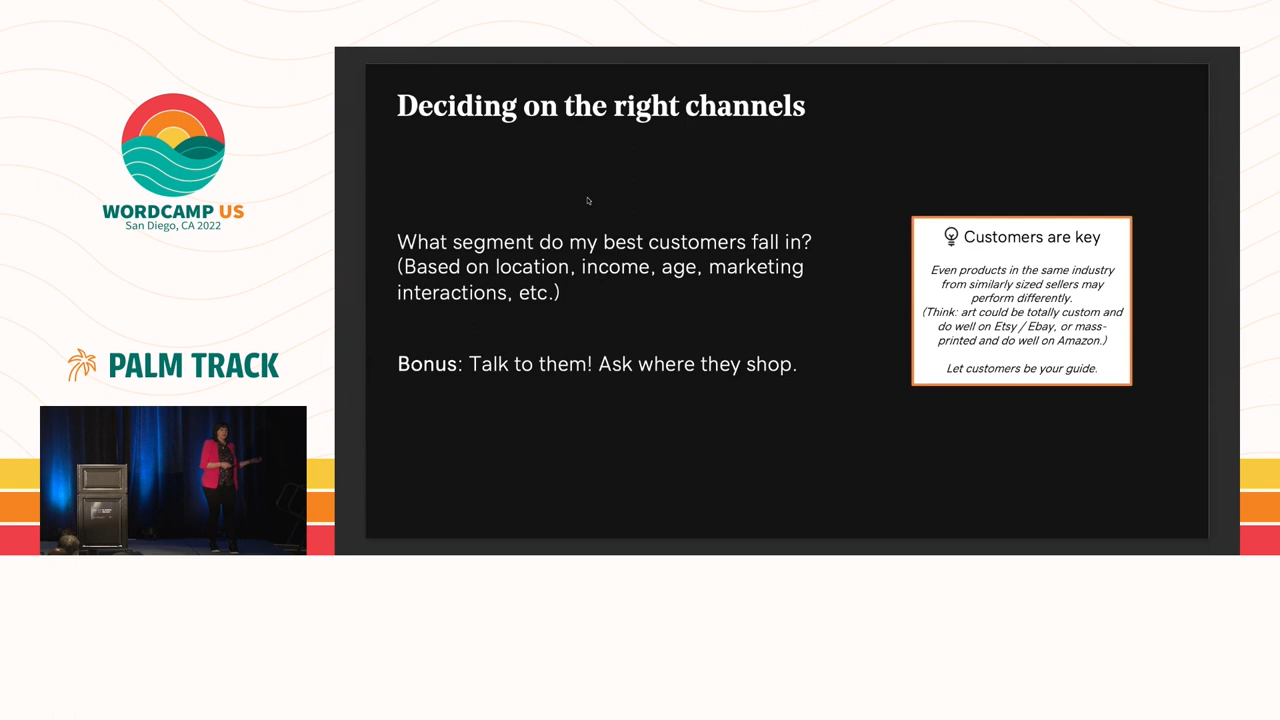 WORDCAMP US
San Diego, CA 2022
PALM TRACK
Deciding on the right channels
What segment do my best customers fall in?
(Based on location, income, age, marketing
interactions, etc.)
Bonus: Talk to them! Ask where they shop.
Customers are key
Even products in the same industry
from similarly sized sellers may
perform differently.
(Think: art could be totally custom and
do well on Etsy / Ebay, or mass-
printed and do well on Amazon.)
Let customers be your guide.